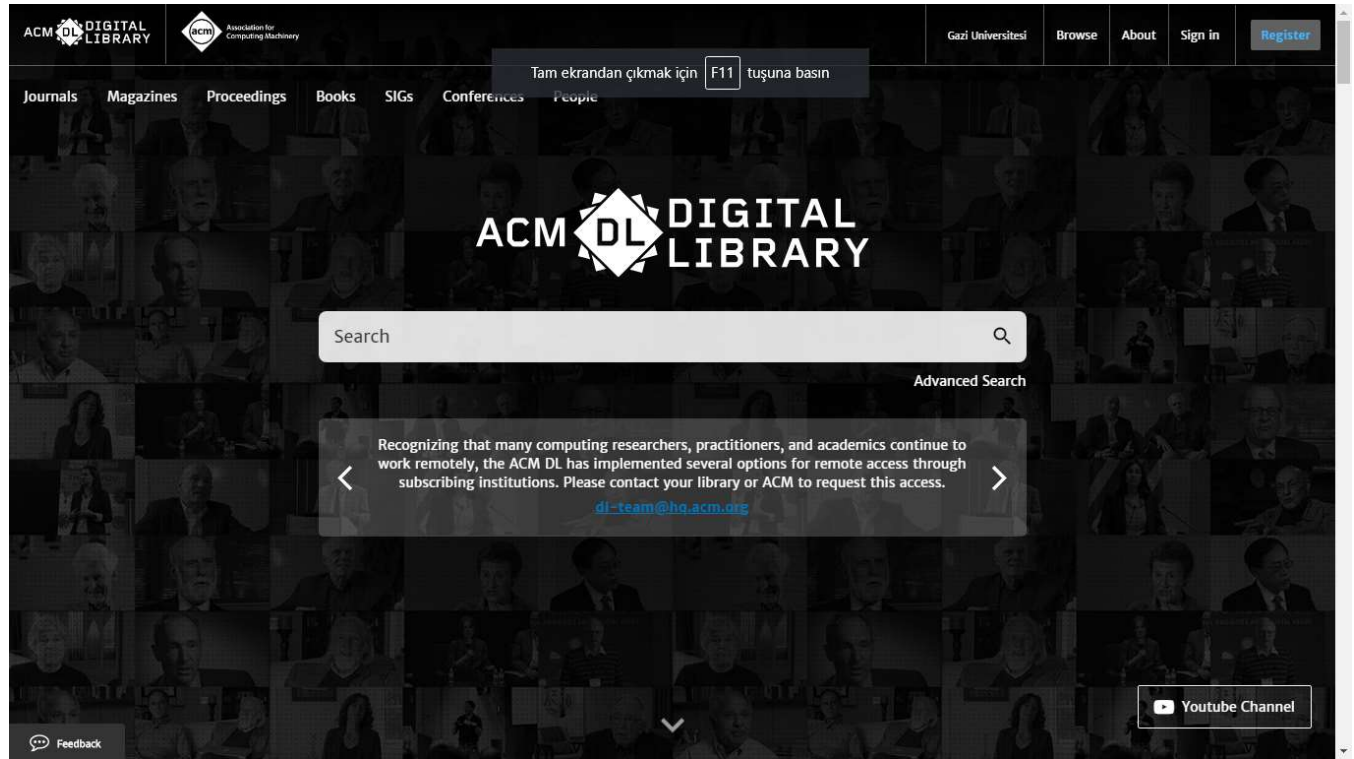 ACM DL DIGITAL LIBRARY
acm Association for Computing Machinery
Gazi Universitesi
Browse
About
Sign in
Register
Tam ekrandan çıkmak için F11 tuşuna basın
Journals
Magazines
Proceedings
Books
SIGs
Conferences
People
ACM DL DIGITAL
LIBRARY
Search
Advanced Search
Recognizing that many computing researchers, practitioners, and academics continue to
work remotely, the ACM DL has implemented several options for remote access through
subscribing institutions. Please contact your library or ACM to request this access.
dl-team@hq.acm.org
Youtube Channel
Feedback